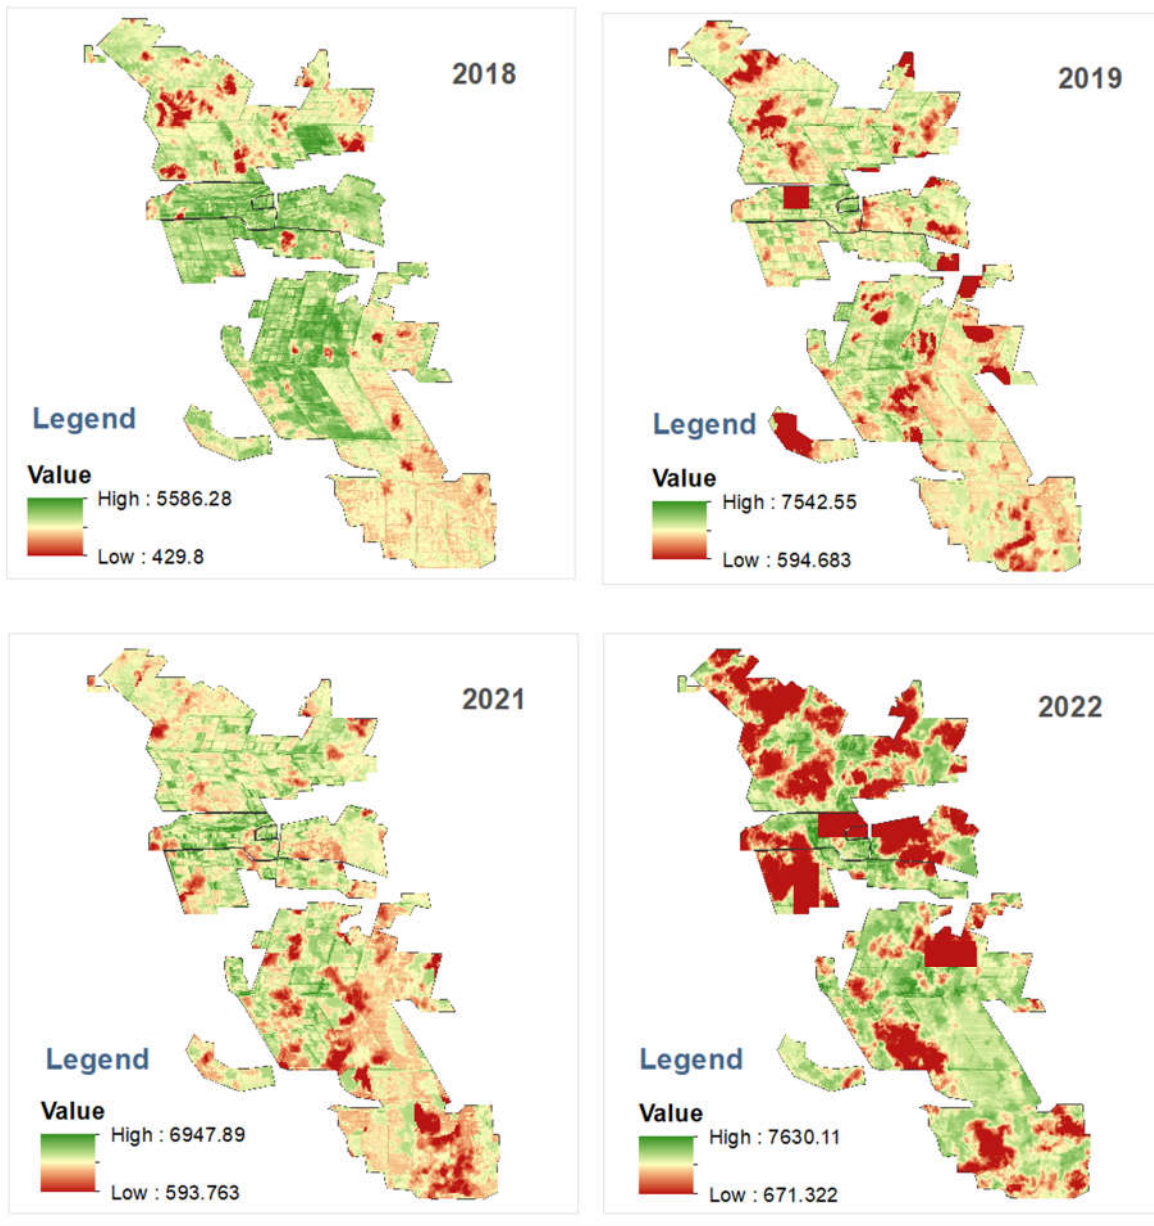 2018
Legend
Value
High : 5586.28
Low : 429.8
2019
Legend
Value
High : 7542.55
Low : 594.683
2021
Legend
Value
High : 6947.89
Low : 593.763
2022
Legend
Value
High : 7630.11
Low : 671.322